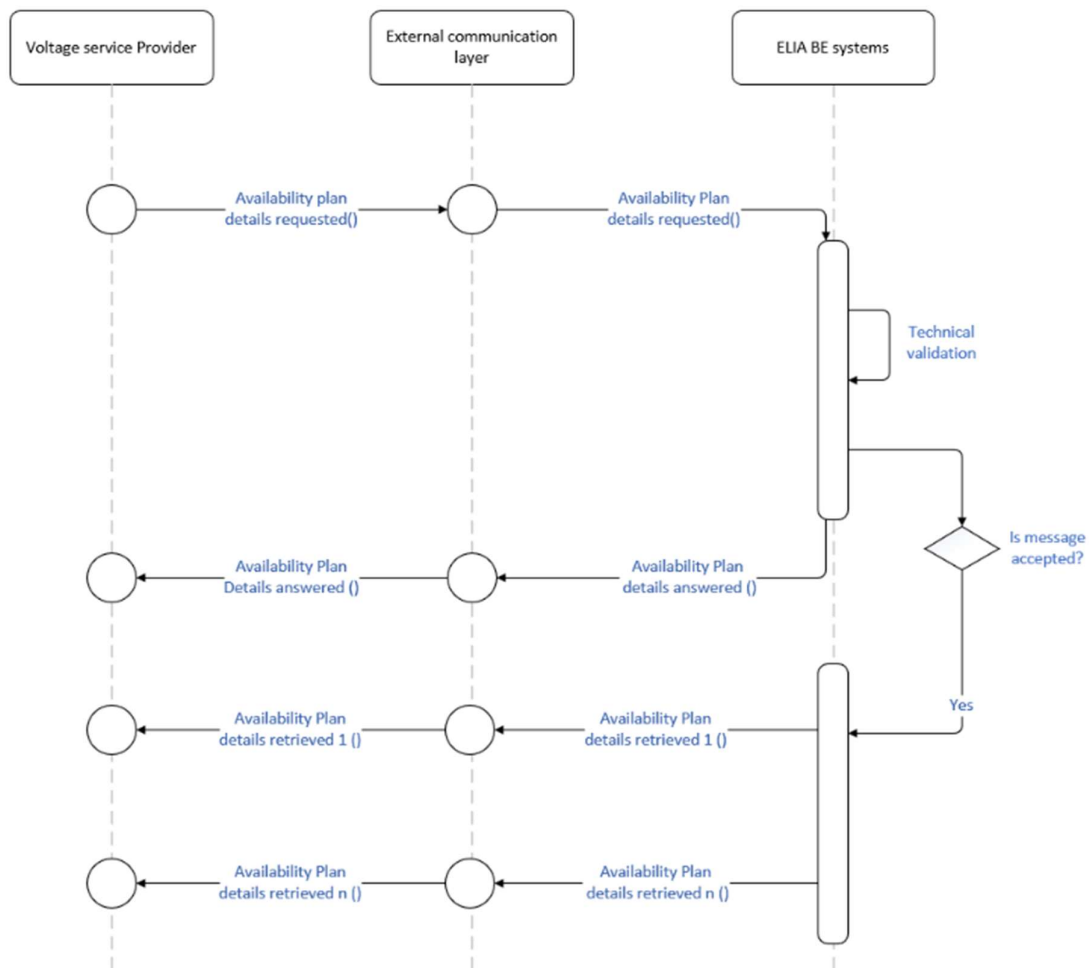 Voltage service Provider
External communication
layer
ELIA BE systems
Availability plan
details requested()
Availability Plan
details requested()
Technical
validation
Is message
accepted?
Availability Plan
Details answered ()
Availability Plan
details answered ()
Yes
Availability Plan
details retrieved 1 ()
Availability Plan
details retrieved 1 ()
Availability Plan
details retrieved n ()
Availability Plan
details retrieved n ()